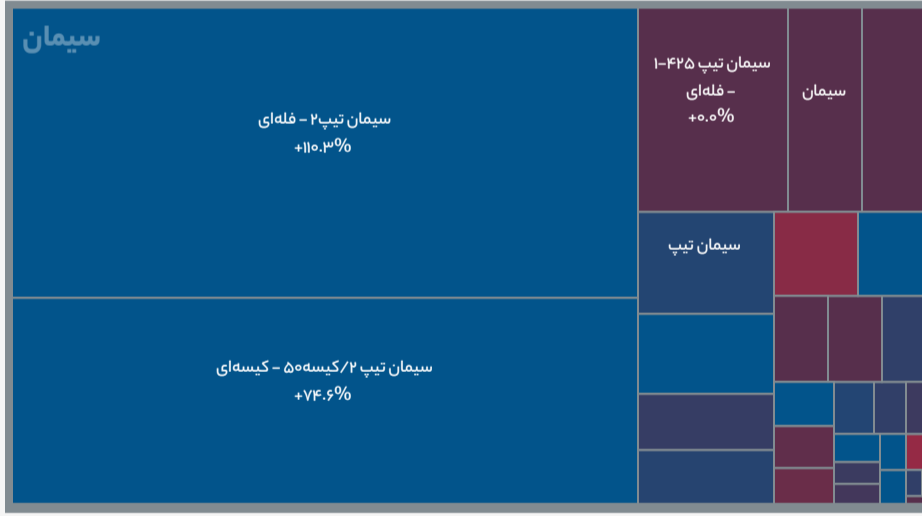 سیمان
سیمان تیپ۲ – فله‌ای
+۱۱۰.۳%
سیمان تیپ ۲/کیسه۵۰ – کیسه‌ای
+۷۴.۶%
سیمان تیپ ۴۲۵-۱
– فله‌ای
+۰.۰%
سیمان
سیمان تیپ